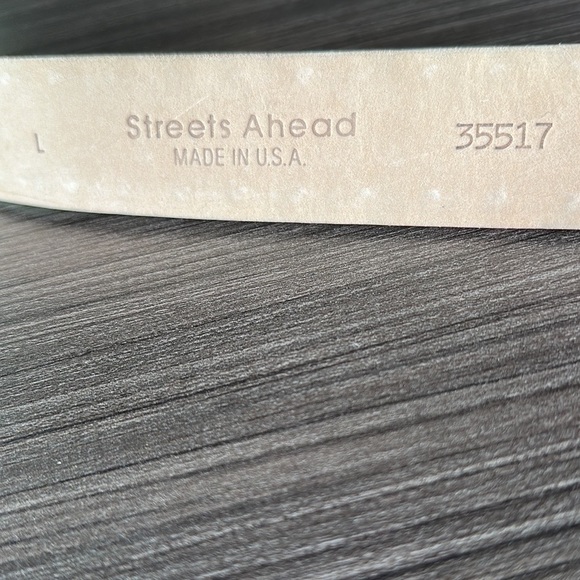 L
Streets Ahead
MADE IN U.S.A.
35517